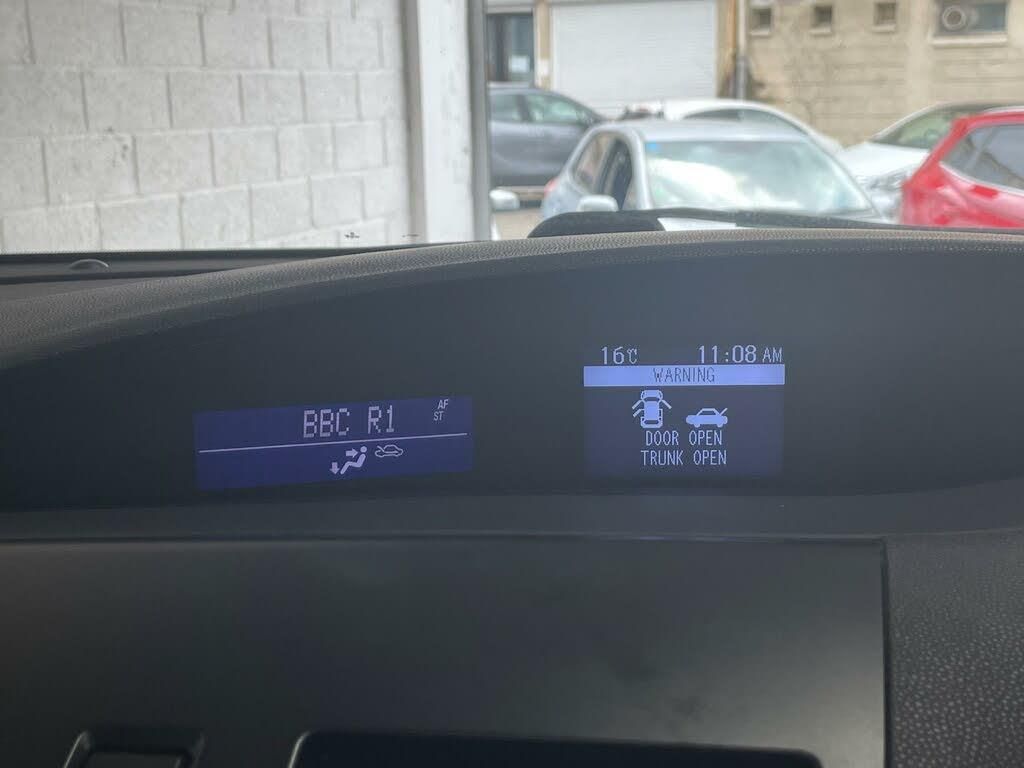 BBC R1
AF
ST
16°C 11:08 AM
WARNING
DOOR OPEN
TRUNK OPEN